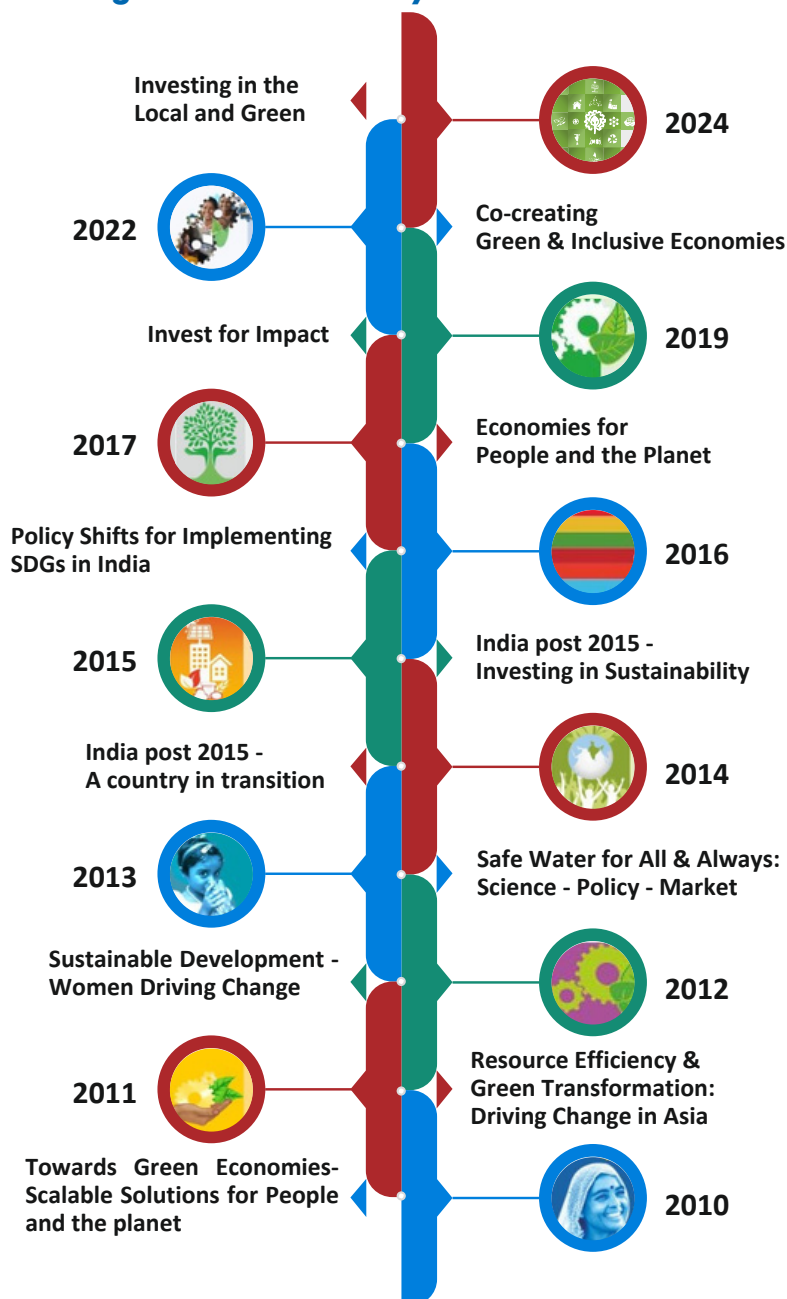 Investing in the
Local and Green
2024
2022
Co-creating
Green & Inclusive Economies
Invest for Impact
2019
2017
Economies for
People and the Planet
Policy Shifts for Implementing
SDGs in India
2016
2015
India post 2015 -
Investing in Sustainability
India post 2015 -
A country in transition
2014
2013
Safe Water for All & Always:
Science - Policy - Market
Sustainable Development -
Women Driving Change
2012
2011
Resource Efficiency &
Green Transformation:
Driving Change in Asia
Towards Green Economies-
Scalable Solutions for People
and the planet
2010